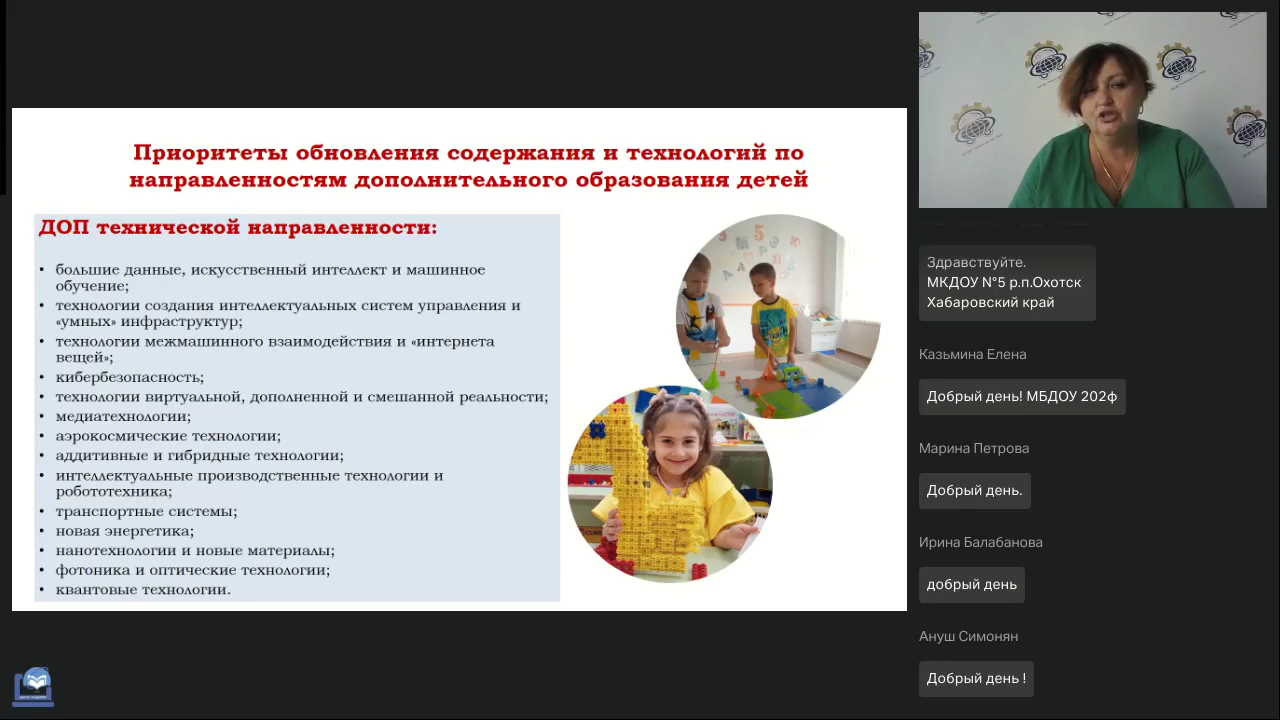 Приоритеты обновления содержания и технологий по
направленностям дополнительного образования детей
ДОП технической направленности:
• большие данные, искусственный интеллект и машинное
обучение;
• технологии создания интеллектуальных систем управления и
«умных» инфраструктур;
• технологии межмашинного взаимодействия и «интернета
вещей»;
• кибербезопасность;
• технологии виртуальной, дополненной и смешанной реальности;
• медиатехнологии;
• аэрокосмические технологии;
• аддитивные и гибридные технологии;
• интеллектуальные производственные технологии и
робототехника;
• транспортные системы;
• новая энергетика;
• нанотехнологии и новые материалы;
• фотоника и оптические технологии;
• квантовые технологии.
Здравствуйте.
МКДОУ №5 р.п.Охотск
Хабаровский край
Казьмина Елена
Добрый день! МБДОУ 202ф
Марина Петрова
Добрый день.
Ирина Балабанова
добрый день
Ануш Симонян
Добрый день !